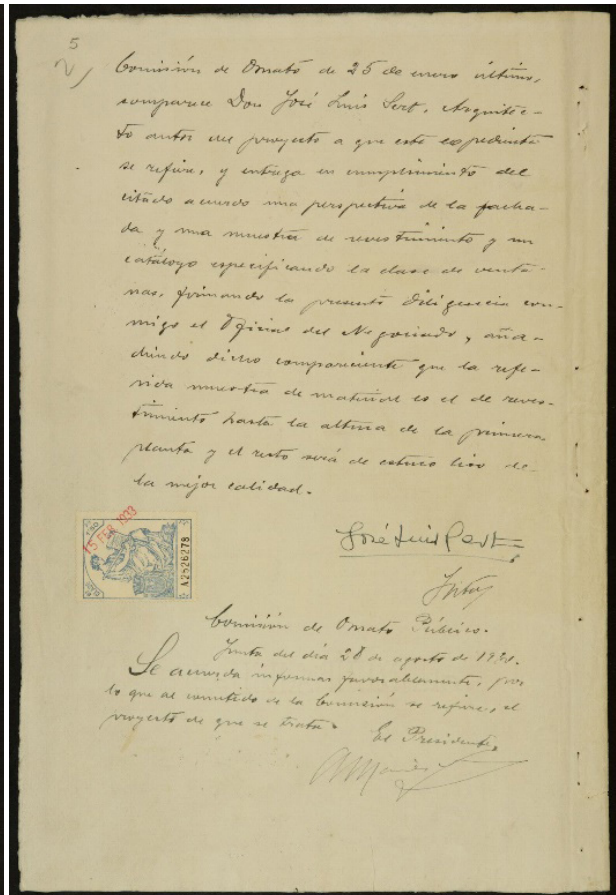 5
Comisión de Ornato de 25 de enero último,
comparece Don José Luis Sert, Arquitec-
to autor del proyecto a que este expediente
se refiere, y entrega en cumplimiento del
citado acuerdo una perspectiva de la facha-
da y una muestra de revestimiento y un
catálogo especificando la clase de venta-
nas, firmando la presente diligencia con-
migo el Oficial del Negociado, aña-
diendo dicho compareciente que la refe-
rida muestra de material es el de reves-
timiento hasta la altura de la primera
planta y el resto será de estuco liso de
la mejor calidad.
15 FEB 1933
A2526278
José Luis Sert
Comisión de Ornato Público.
Junta del día 28 de agosto de
Se acuerda informar favorablemente, por
lo que al cometido de la Comisión se refiere, el
proyecto de que se trata.
El Presidente,